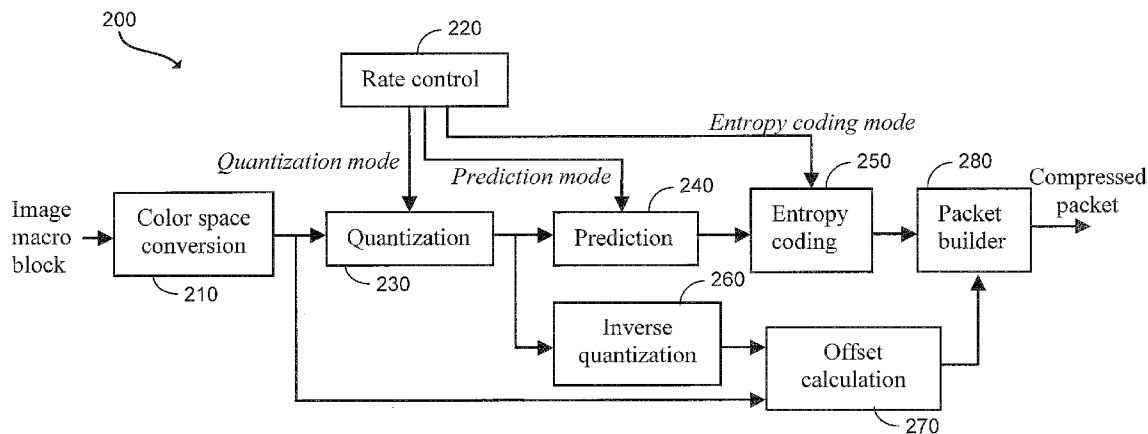 200
220
Rate control
Entropy coding mode
Quantization mode
Prediction mode
240
250
280
Compressed
packet
Image
macro
block
Color space
conversion
Quantization
Prediction
Entropy
coding
Packet
builder
210
230
260
Inverse
quantization
Offset
calculation
270